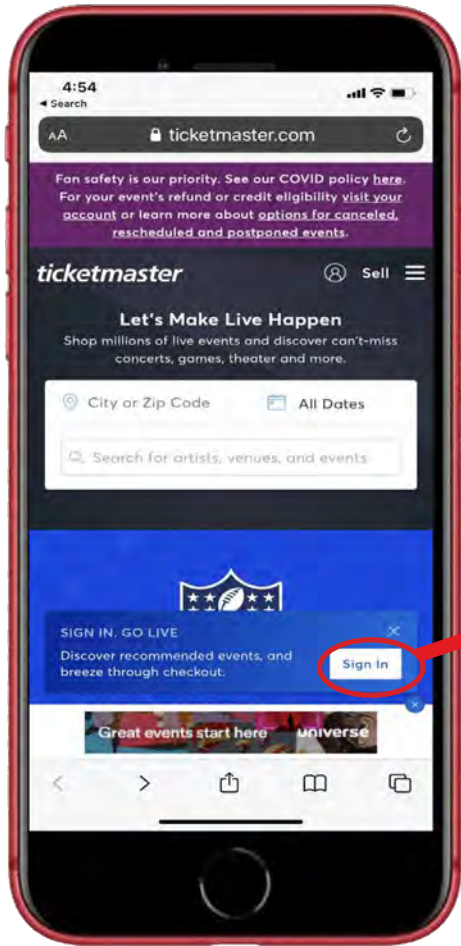 4:54
◀ Search
AA ticketmaster.com
Fan safety is our priority. See our COVID policy here.
For your event's refund or credit eligibility visit your
account or learn more about options for canceled,
rescheduled and postponed events.
ticketmaster Sell
Let's Make Live Happen
Shop millions of live events and discover can't-miss
concerts, games, theater and more.
City or Zip Code All Dates
Search for artists, venues, and events
SIGN IN. GO LIVE
Discover recommended events, and
breeze through checkout.
Sign In
Great events start here universe